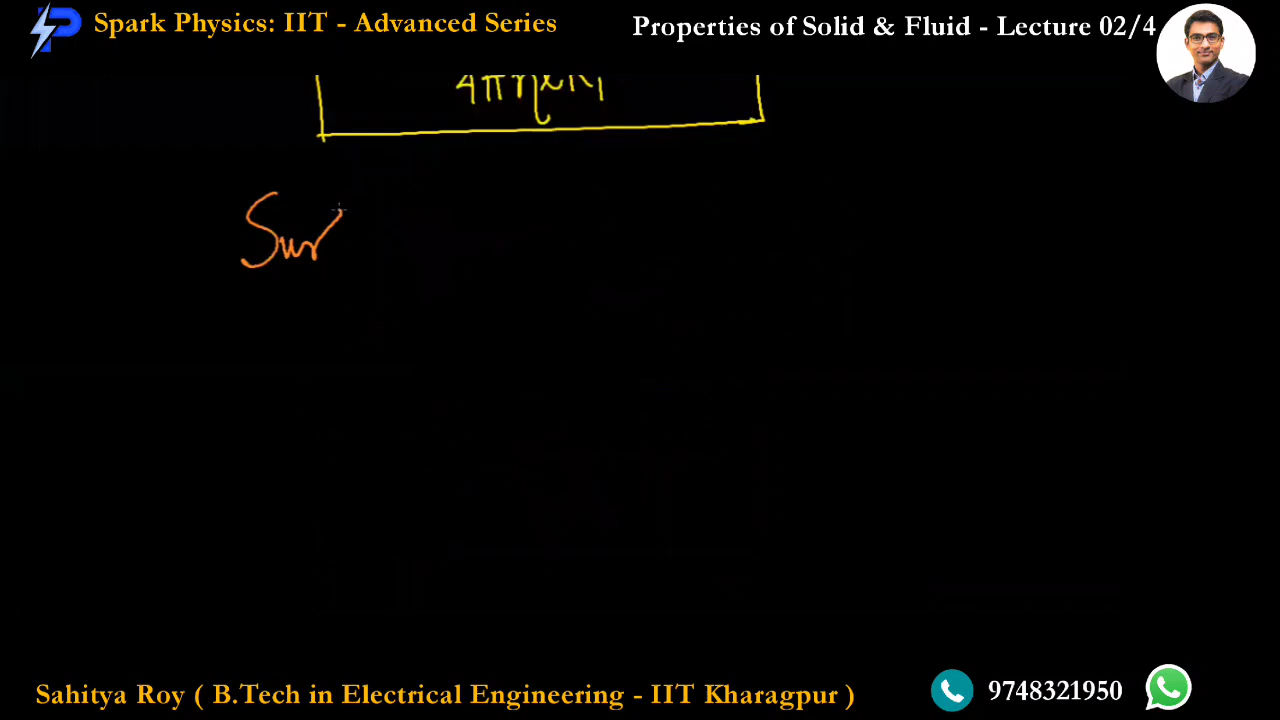 Spark Physics: IIT - Advanced Series
Properties of Solid & Fluid - Lecture 02/4
Sur
Sahitya Roy ( B.Tech in Electrical Engineering - IIT Kharagpur )
9748321950